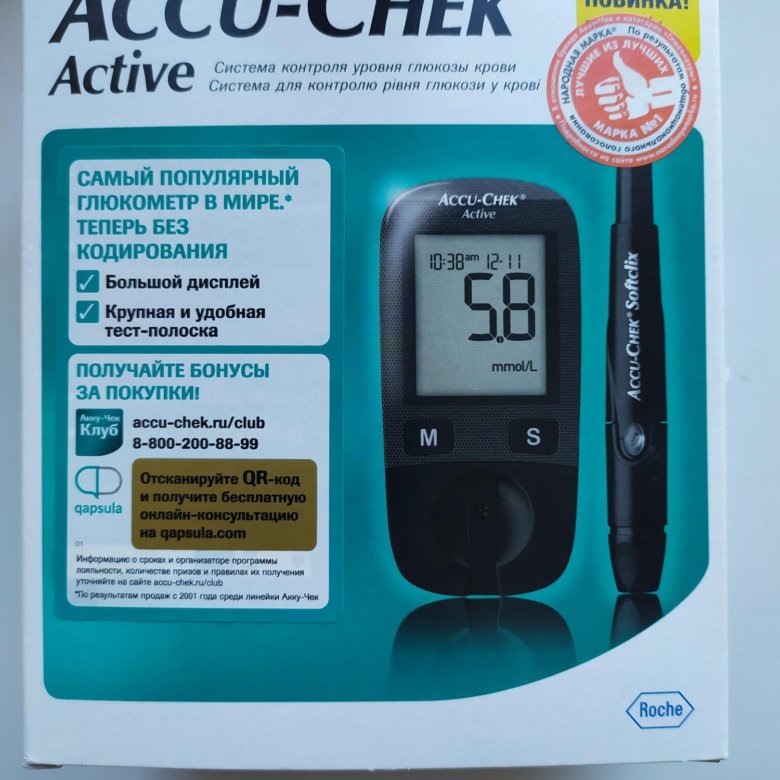 ACCU-CHEK
Active
Система контроля уровня глюкозы крови
Система для контролю рівня глюкози у крові
НОВИНКА!
НАРОДНАЯ МАРКА®
ЛУЧШИЕ ИЗ ЛУЧШИХ
МАРКА №1
САМЫЙ ПОПУЛЯРНЫЙ
ГЛЮКОМЕТР В МИРЕ.*
ТЕПЕРЬ БЕЗ
КОДИРОВАНИЯ
Большой дисплей
Крупная и удобная
тест-полоска
ПОЛУЧАЙТЕ БОНУСЫ
ЗА ПОКУПКИ!
Акку-Чек
Клуб
accu-chek.ru/club
8-800-200-88-99
qapsula
Отсканируйте QR-код
и получите бесплатную
онлайн-консультацию
на qapsula.com
01
Информацию о сроках и организаторе программы
лояльности, количестве призов и правилах их получения
уточняйте на сайте accu-chek.ru/club
*По результатам продаж с 2001 года среди линейки Акку-Чек
ACCU-CHEK®
Active
10:38am 12-11
5.8
mmol/L
M
S
ACCU-CHEK® Softclix
Roche